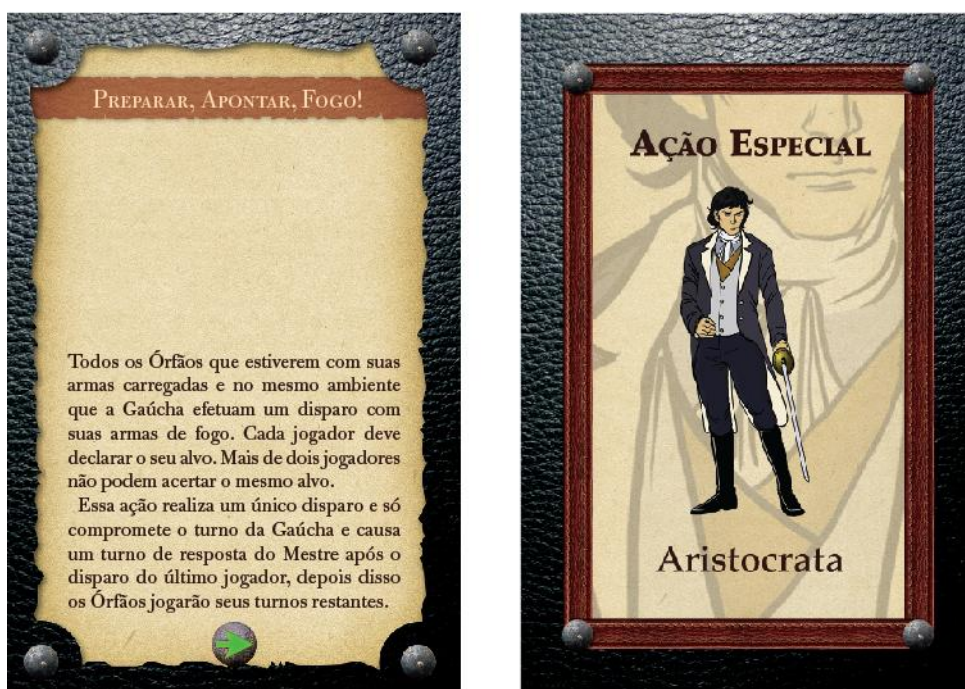 Preparar, Apontar, Fogo!
Todos os Órfãos que estiverem com suas
armas carregadas e no mesmo ambiente
que a Gaúcha efetuam um disparo com
suas armas de fogo. Cada jogador deve
declarar o seu alvo. Mais de dois jogadores
não podem acertar o mesmo alvo.
Essa ação realiza um único disparo e só
compromete o turno da Gaúcha e causa
um turno de resposta do Mestre após o
disparo do último jogador, depois disso
os Órfãos jogarão seus turnos restantes.
Ação Especial
Aristocrata